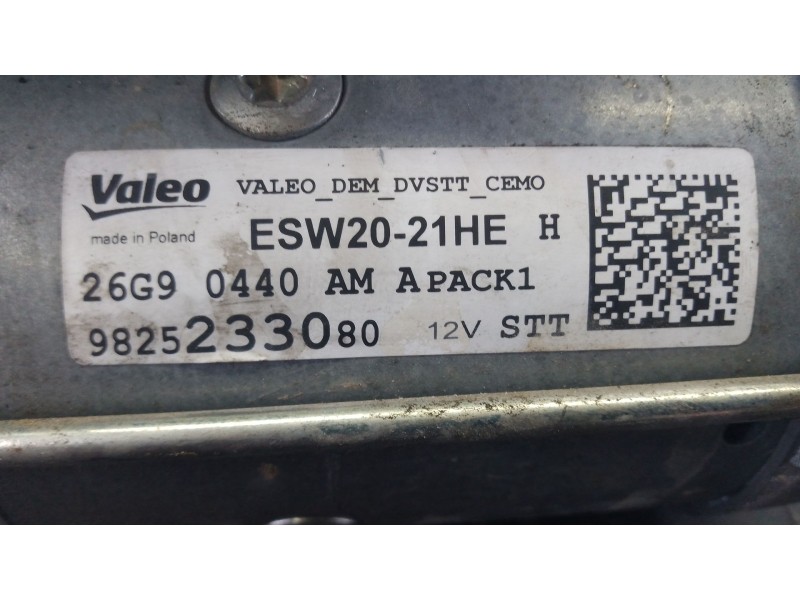 Valeo VALEO_DEM_DVSTT_CEMO
made in Poland ESW20-21HE H
26G9 0440 AM A PACK1
9825233080 12V STT